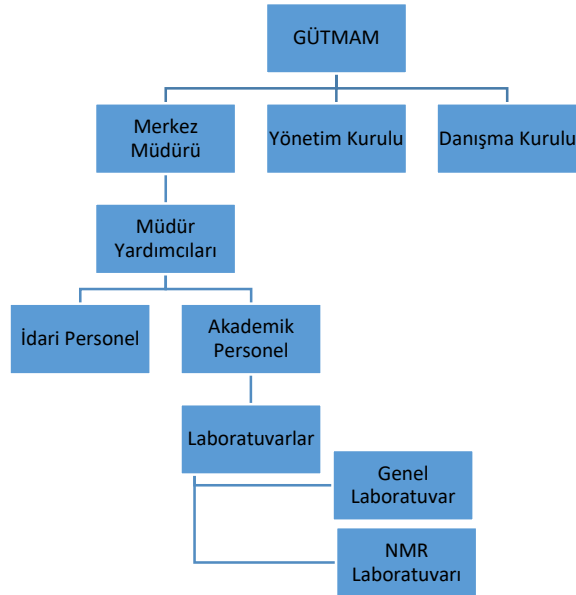 GÜTMAM
Merkez
Müdürü
Yönetim Kurulu
Danışma Kurulu
Müdür
Yardımcıları
İdari Personel
Akademik
Personel
Laboratuvarlar
Genel
Laboratuvar
NMR
Laboratuvarı